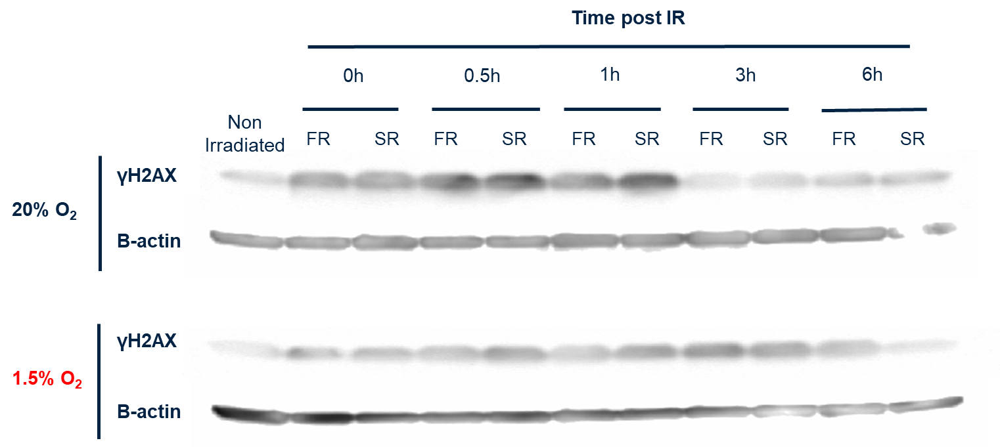 Time post IR
0h 0.5h 1h 3h 6h
Non
Irradiated
FR SR FR SR FR SR FR SR FR SR
γH2AX
20% O₂
B-actin
γH2AX
1.5% O₂
B-actin